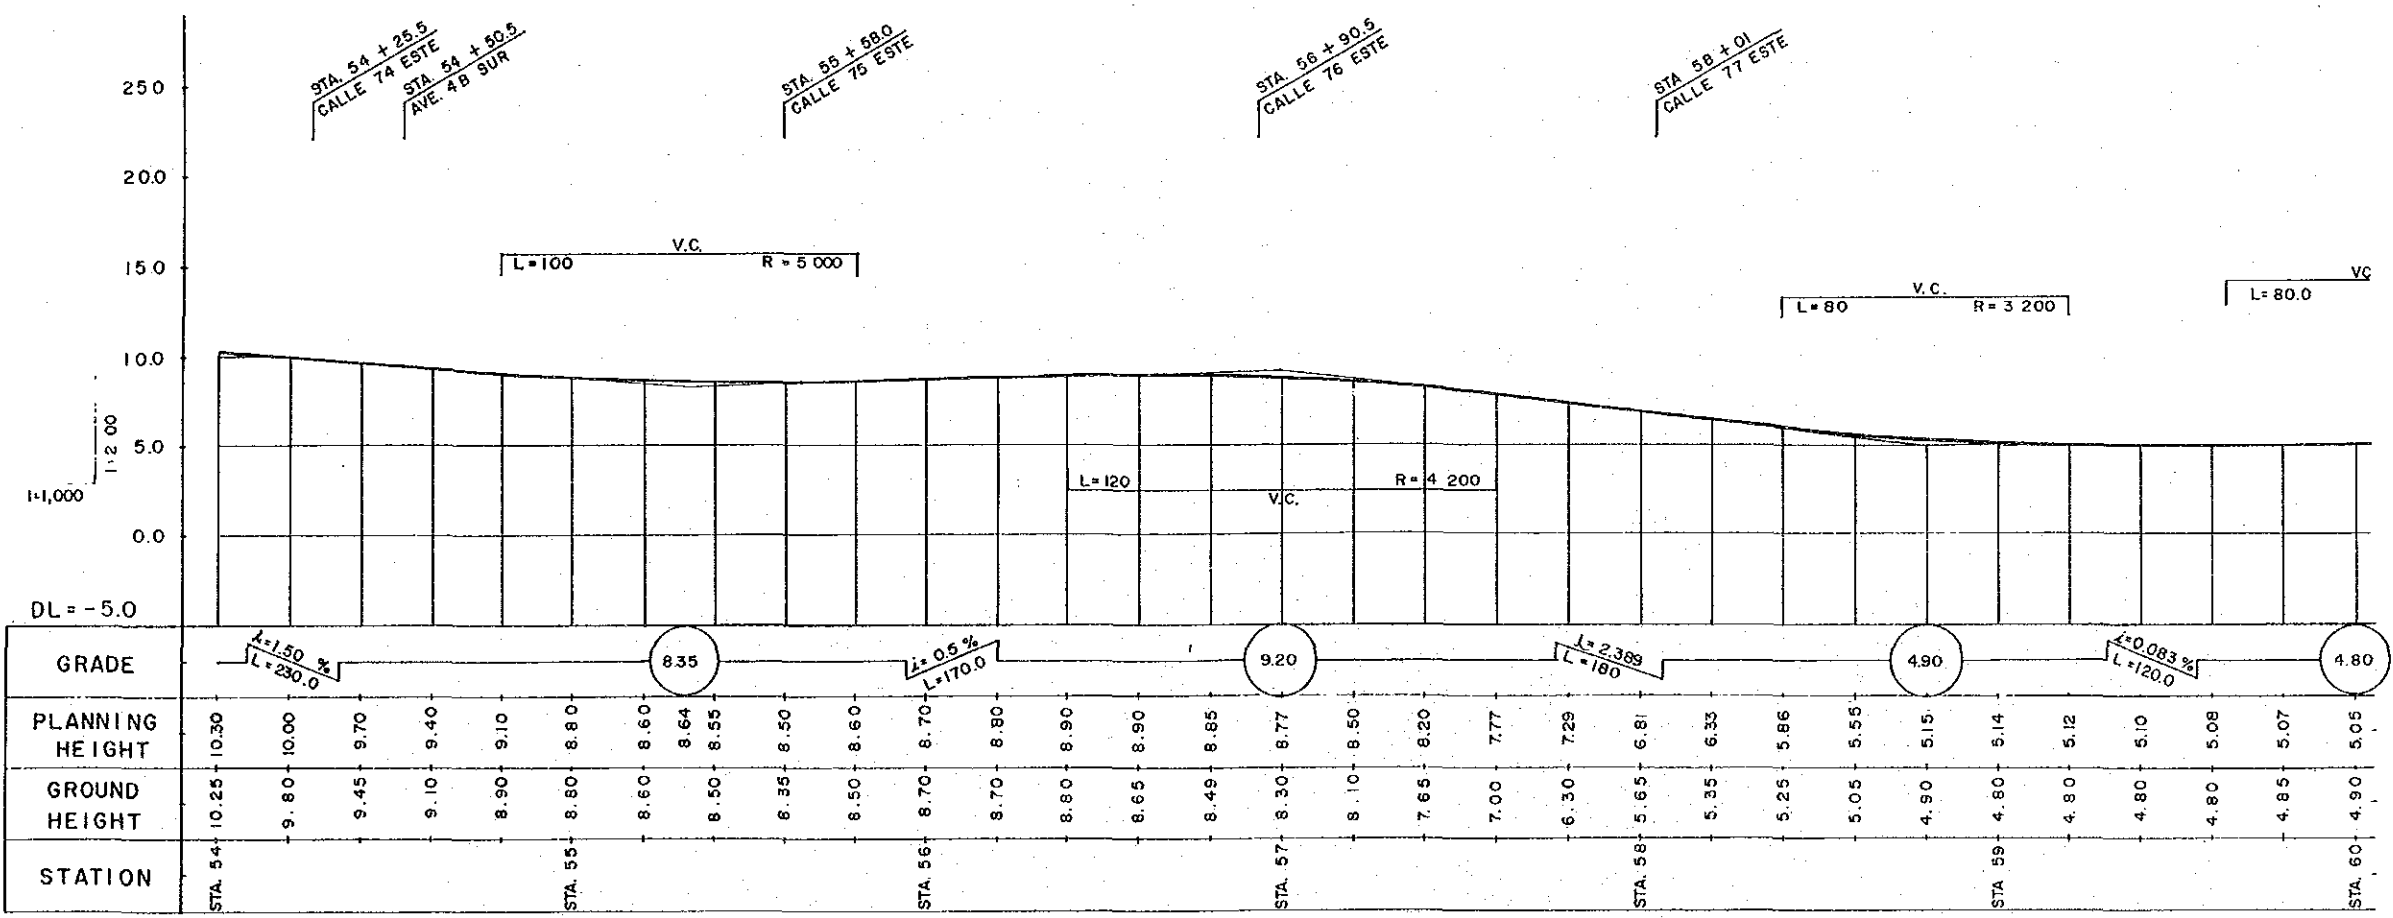 STA. 54 + 25.5
CALLE 74 ESTE
STA. 54 + 50.5
AVE. 4B SUR
STA. 55 + 58.0
CALLE 75 ESTE
STA. 56 + 90.5
CALLE 76 ESTE
STA 58 + 01
CALLE 77 ESTE
25.0
20.0
15.0
10.0
5.0
0.0
DL = -5.0
1:200
1:1,000
V.C.
L=100 R = 5 000
L=120 R = 4 200
V.C.
V.C.
L=80 R = 3 200
VC
L= 80.0
GRADE
i=1.50 %
L=230.0
8.35
i= 0.5 %
L=170.0
9.20
i= 2.389
L =180
4.90
i=0.083 %
L=120.0
4.80
PLANNING
HEIGHT
10.30 10.00 9.70 9.40 9.10 8.80 8.60 8.64 8.55 8.50 8.60 8.70 8.80 8.90 8.90 8.85 8.77 8.50 8.20 7.77 7.29 6.81 6.33 5.86 5.55 5.15 5.14 5.12 5.10 5.08 5.07 5.05
GROUND
HEIGHT
10.25 9.80 9.45 9.10 8.90 8.80 8.60 8.50 8.35 8.50 8.70 8.70 8.80 8.65 8.49 8.30 8.10 7.65 7.00 6.30 5.65 5.35 5.25 5.05 4.90 4.80 4.80 4.80 4.80 4.85 4.90
STATION
STA. 54 STA. 55 STA. 56 STA. 57 STA. 58 STA 59 STA. 60